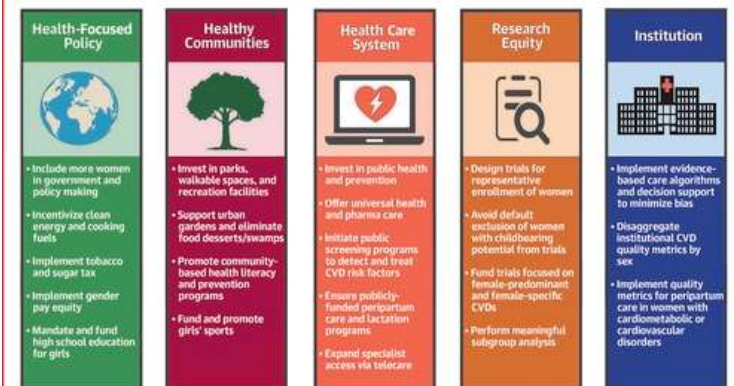 Health-Focused
Policy
• Include more women
in government and
policy making
• Incentivize clean
energy and cooking
fuels
• Implement tobacco
and sugar tax
• Implement gender
pay equity
• Mandate and fund
high school education
for girls
Healthy
Communities
• Invest in parks,
walkable spaces, and
recreation facilities
• Support urban
gardens and eliminate
food desserts/swamps
• Promote community-
based health literacy
and prevention
programs
• Fund and promote
girls' sports
Health Care
System
• Invest in public health
and prevention
• Offer universal health
and pharma care
• Initiate public
screening programs
to detect and treat
CVD risk factors
• Ensure publicly-
funded peripartum
care and lactation
programs
• Expand specialist
access via telecare
Research
Equity
• Design trials for
representative
enrollment of women
• Avoid default
exclusion of women
with childbearing
potential from trials
• Fund trials focused on
female-predominant
and female-specific
CVDs
• Perform meaningful
subgroup analysis
Institution
• Implement evidence-
based care algorithms
and decision support
to minimize bias
• Disaggregate
institutional CVD
quality metrics by
sex
• Implement quality
metrics for peripartum
care in women with
cardiometabolic or
cardiovascular
disorders